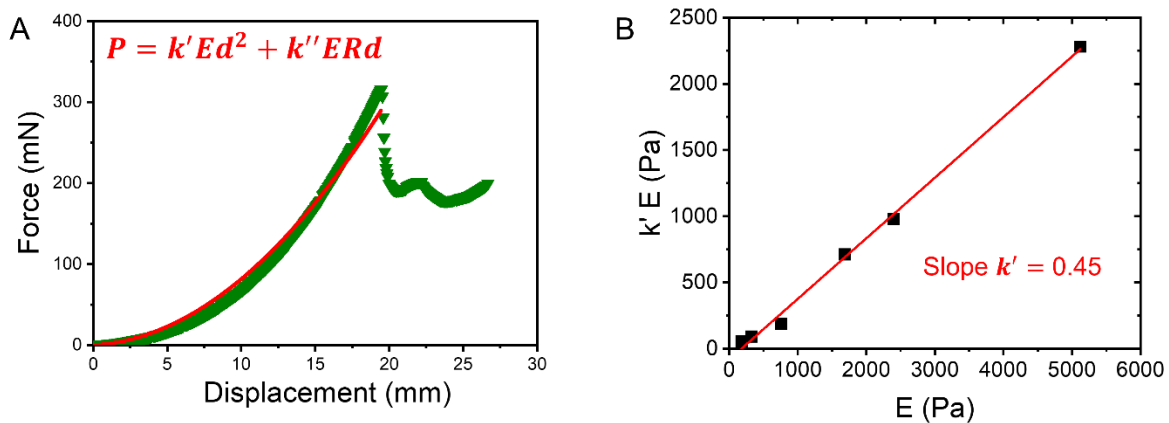 A
P = k′Ed² + k′′ERd
400
300
200
100
0
Force (mN)
0 5 10 15 20 25 30
Displacement (mm)
B
2500
2000
1500
1000
500
0
k' E (Pa)
Slope k′ = 0.45
0 1000 2000 3000 4000 5000 6000
E (Pa)